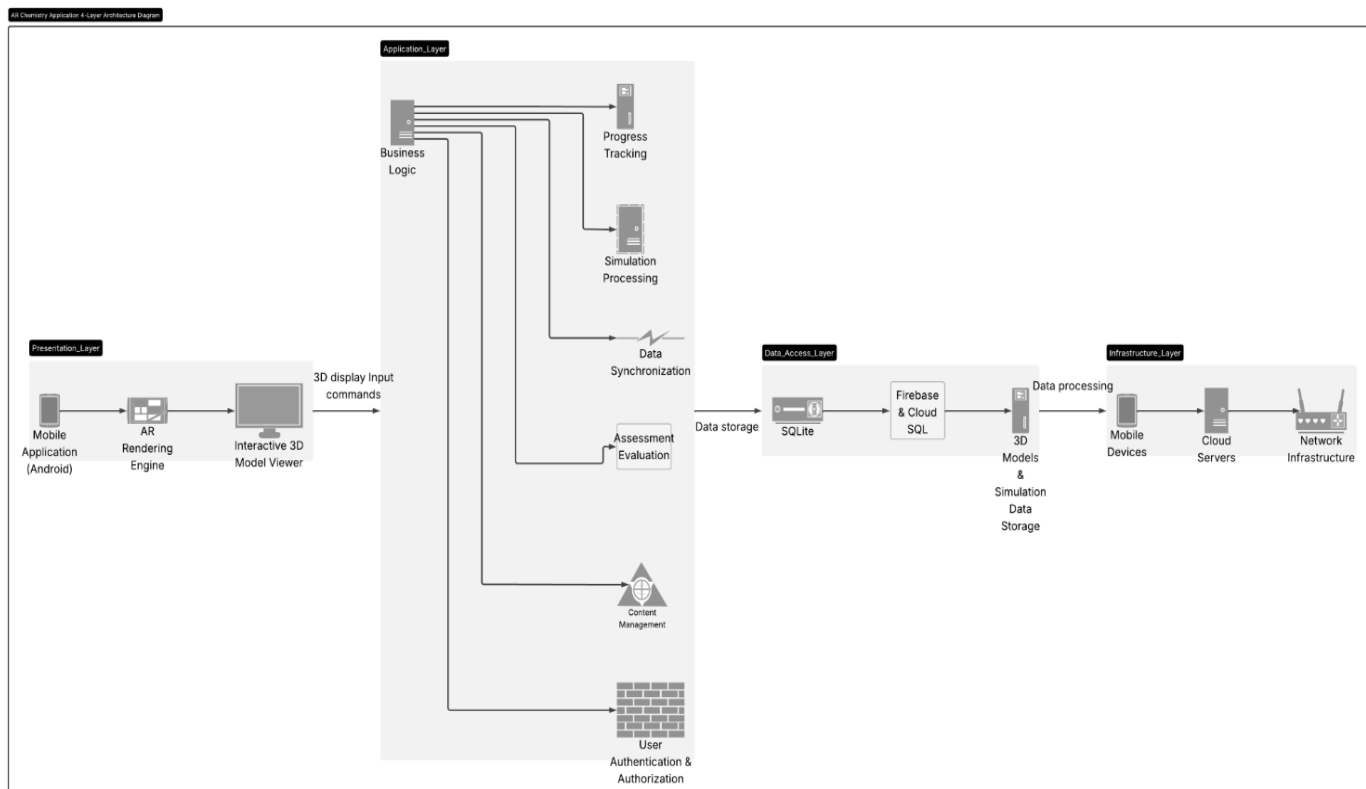 AR Chemistry Application 4-Layer Architecture Diagram
Application_Layer
Business
Logic
Progress
Tracking
Simulation
Processing
Data
Synchronization
Assessment
Evaluation
Content
Management
User
Authentication &
Authorization
Presentation_Layer
Mobile
Application
(Android)
AR
Rendering
Engine
Interactive 3D
Model Viewer
3D display Input
commands
Data storage
Data_Access_Layer
SQLite
Firebase
& Cloud
SQL
3D
Models
&
Simulation
Data
Storage
Data processing
Infrastructure_Layer
Mobile
Devices
Cloud
Servers
Network
Infrastructure